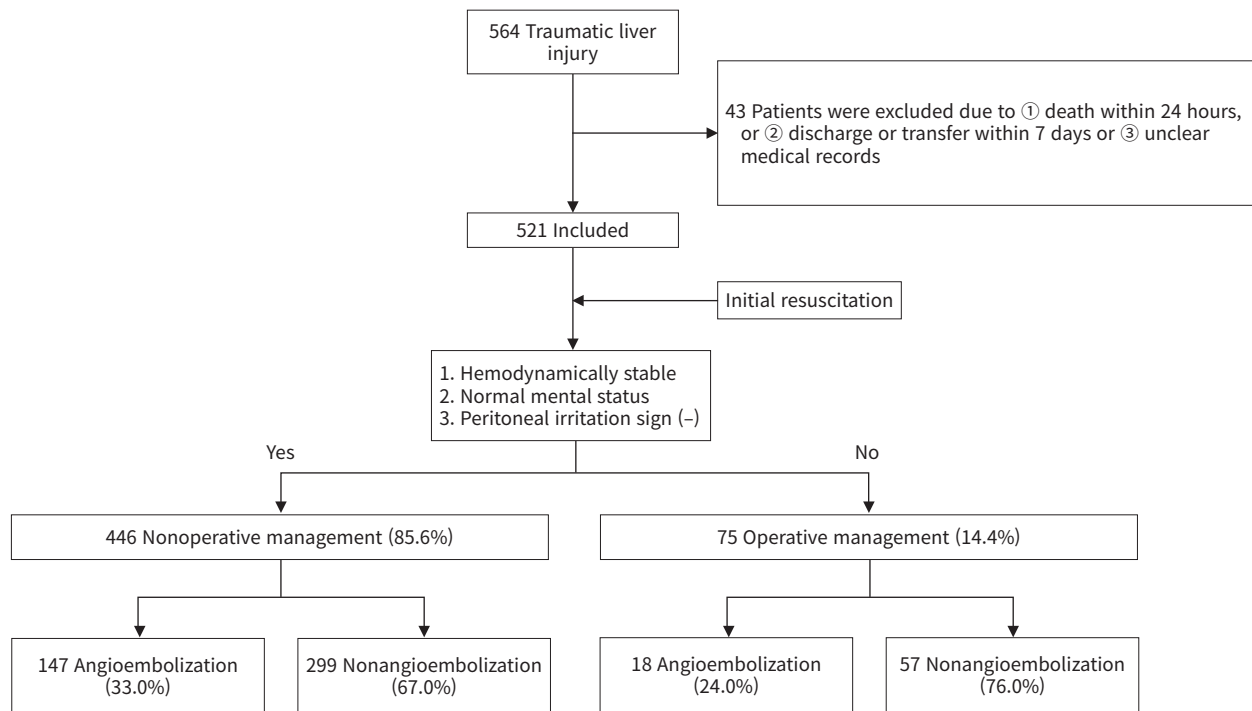 564 Traumatic liver
injury
43 Patients were excluded due to ① death within 24 hours,
or ② discharge or transfer within 7 days or ③ unclear
medical records
521 Included
Initial resuscitation
1. Hemodynamically stable
2. Normal mental status
3. Peritoneal irritation sign (–)
Yes
No
446 Nonoperative management (85.6%)
75 Operative management (14.4%)
147 Angioembolization
(33.0%)
299 Nonangioembolization
(67.0%)
18 Angioembolization
(24.0%)
57 Nonangioembolization
(76.0%)